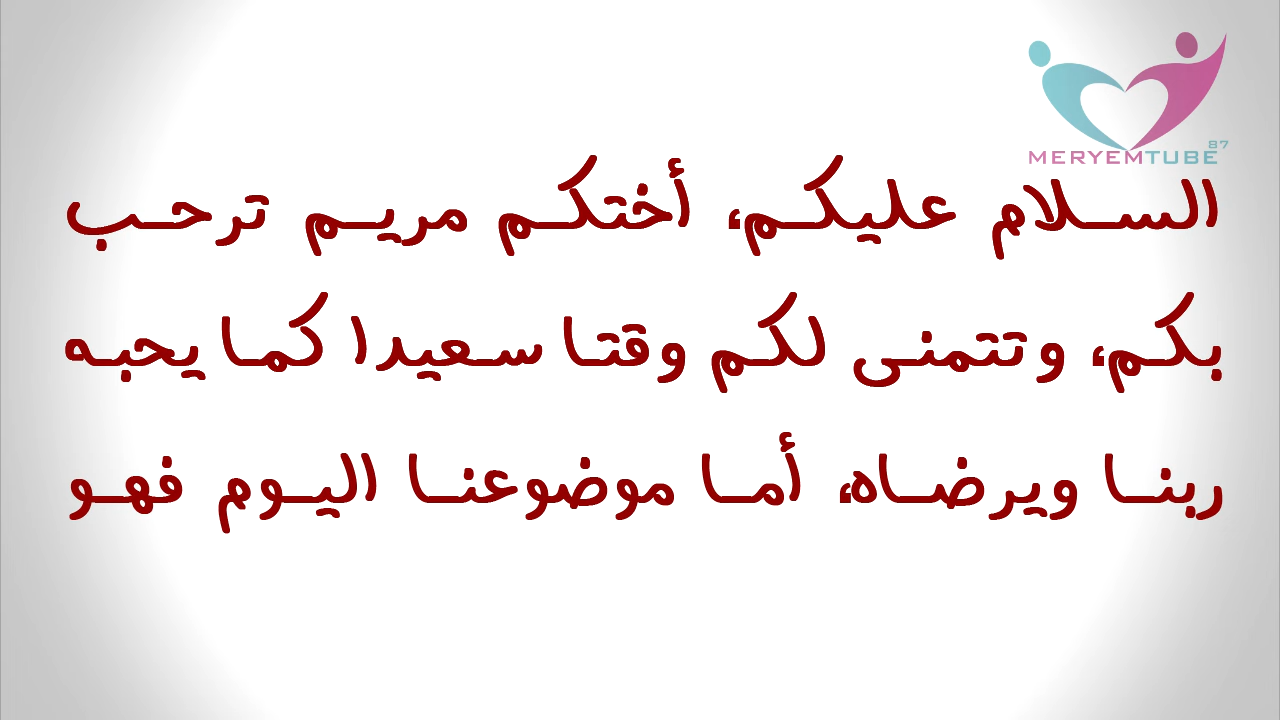 87
MERYEMTUBE
السلام عليكم، أختكم مريم ترحب
بكم، وتتمنى لكم وقتا سعيدا كما يحبه
ربنا ويرضاه، أما موضوعنا اليوم فهو